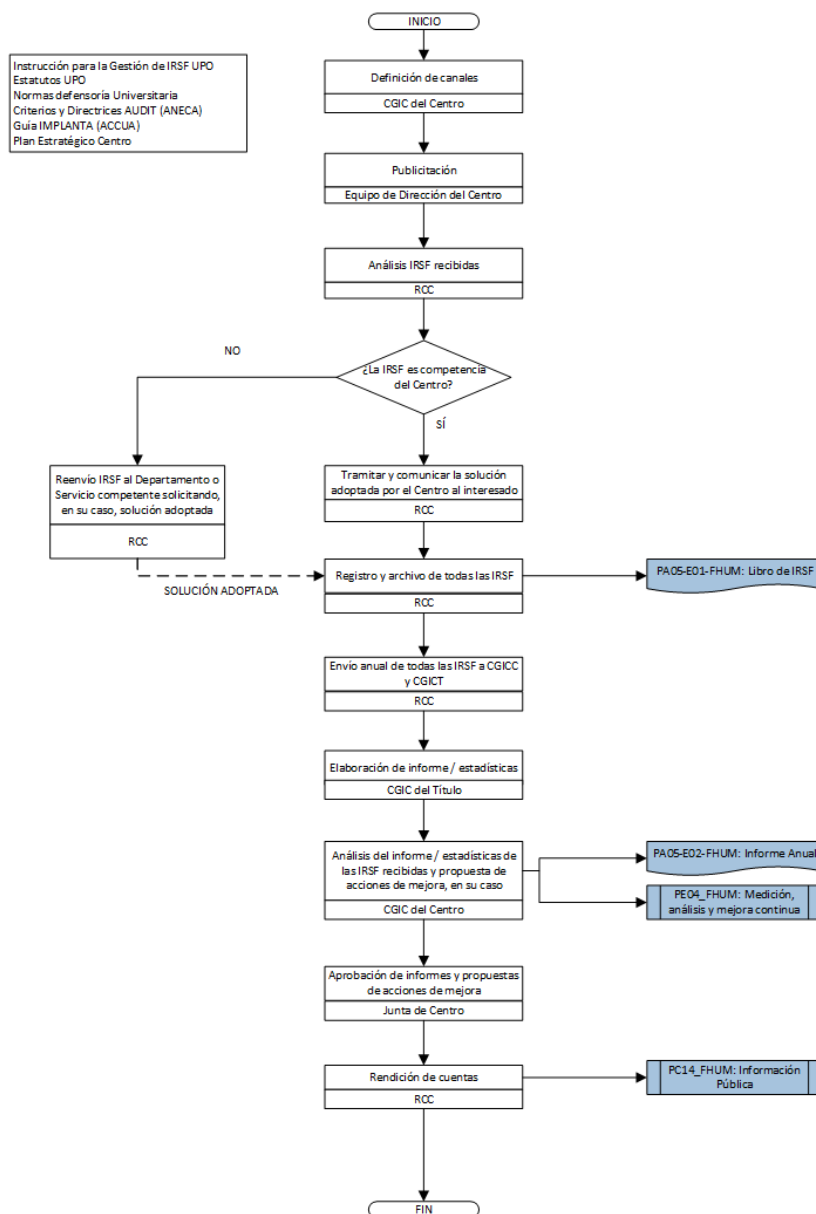 INICIO
Instrucción para la Gestión de IRSF UPO
Estatutos UPO
Normas defensoría Universitaria
Criterios y Directrices AUDIT (ANECA)
Guía IMPLANTA (ACCUA)
Plan Estratégico Centro
Definición de canales
CGIC del Centro
Publicitación
Equipo de Dirección del Centro
Análisis IRSF recibidas
RCC
NO
¿La IRSF es competencia
del Centro?
SÍ
Reenvío IRSF al Departamento o
Servicio competente solicitando,
en su caso, solución adoptada
RCC
Tramitar y comunicar la solución
adoptada por el Centro al interesado
RCC
SOLUCIÓN ADOPTADA
Registro y archivo de todas las IRSF
RCC
PA05-E01-FHUM: Libro de IRSF
Envío anual de todas las IRSF a CGICC
y CGICT
RCC
Elaboración de informe / estadísticas
CGIC del Título
Análisis del informe / estadísticas de
las IRSF recibidas y propuesta de
acciones de mejora, en su caso
CGIC del Centro
PA05-E02-FHUM: Informe Anual
PE04_FHUM: Medición,
análisis y mejora continua
Aprobación de informes y propuestas
de acciones de mejora
Junta de Centro
Rendición de cuentas
RCC
PC14_FHUM: Información
Pública
FIN